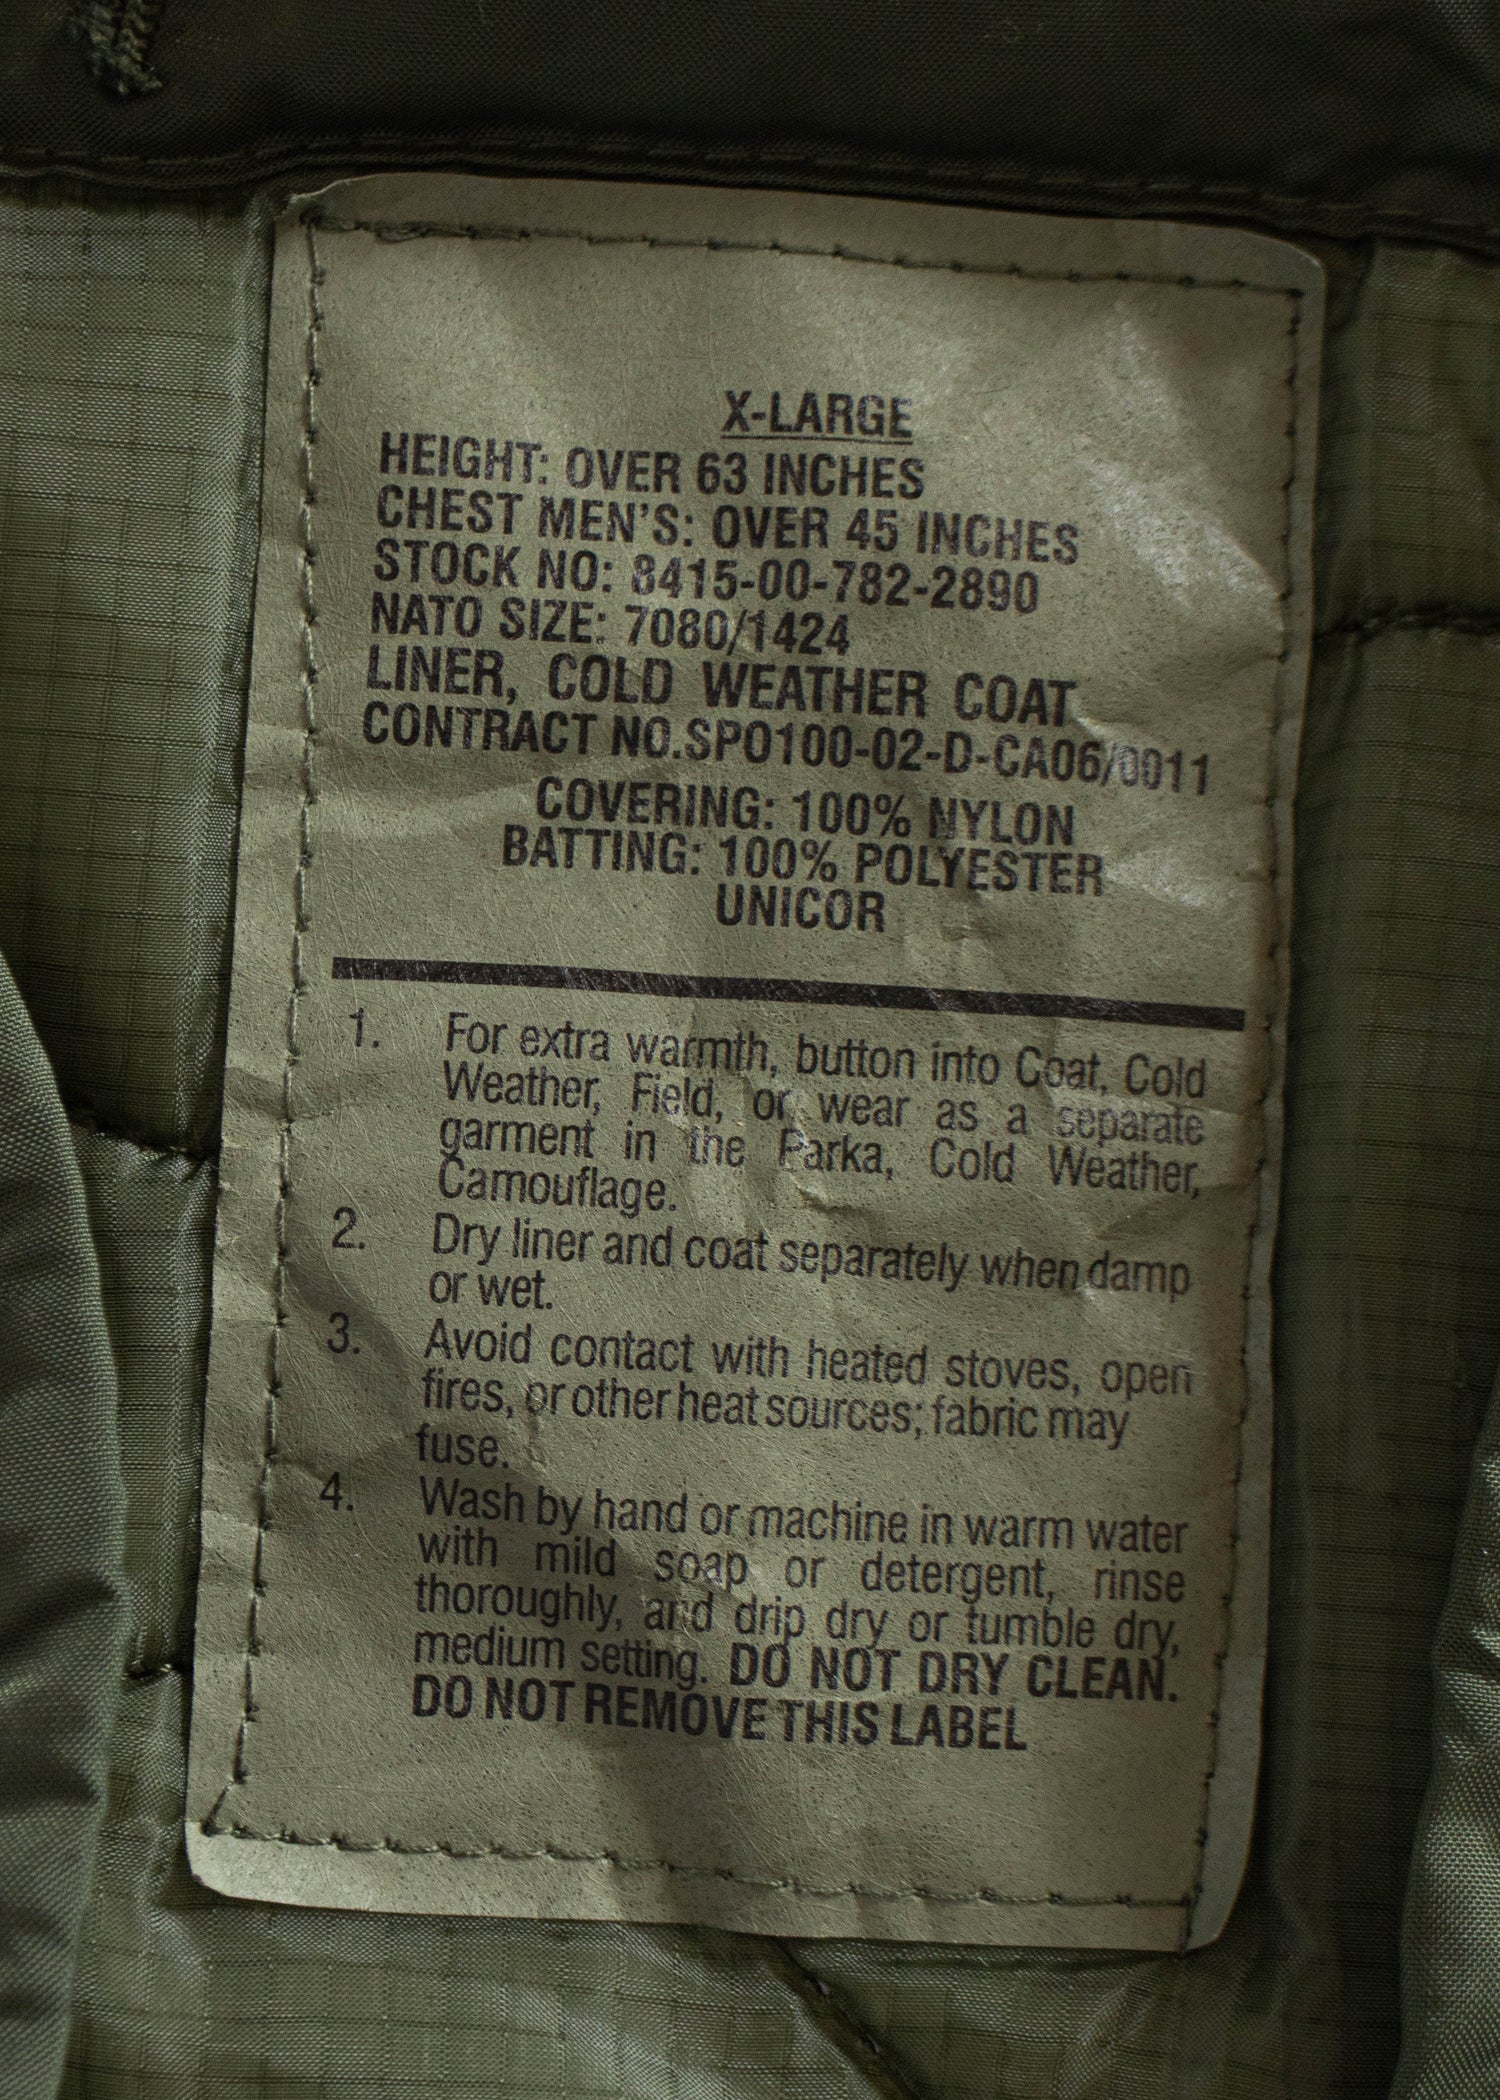 X-LARGE
HEIGHT: OVER 63 INCHES
CHEST MEN'S: OVER 45 INCHES
STOCK NO: 8415-00-782-2890
NATO SIZE: 7080/1424
LINER, COLD WEATHER COAT
CONTRACT NO.SPO100-02-D-CA06/0011
COVERING: 100% NYLON
BATTING: 100% POLYESTER
UNICOR
1. For extra warmth, button into Coat, Cold
Weather, Field, or wear as a separate
garment in the Parka, Cold Weather,
Camouflage.
2. Dry liner and coat separately when damp
or wet.
3. Avoid contact with heated stoves, open
fires, or other heat sources; fabric may
fuse.
4. Wash by hand or machine in warm water
with mild soap or detergent, rinse
thoroughly, and drip dry or tumble dry,
medium setting. DO NOT DRY CLEAN.
DO NOT REMOVE THIS LABEL